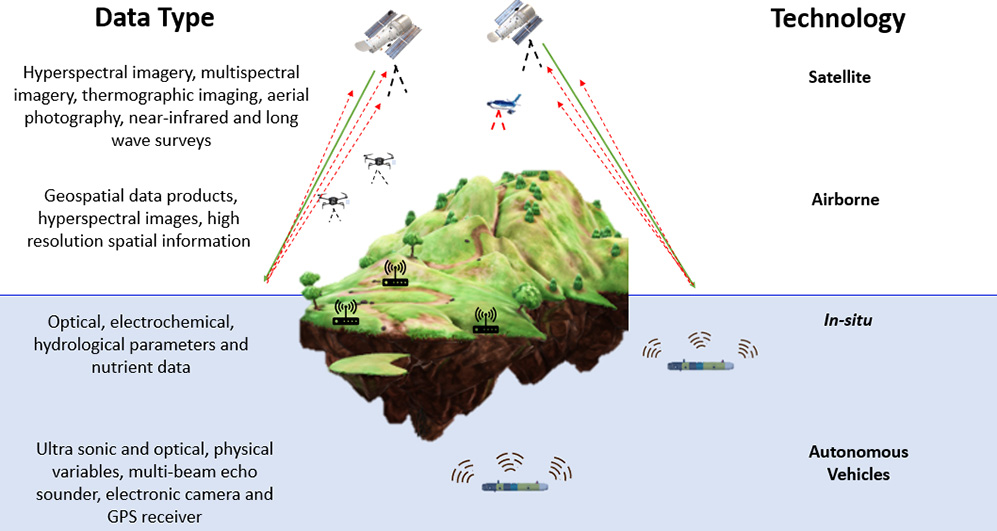 Data Type
Technology
Hyperspectral imagery, multispectral
imagery, thermographic imaging, aerial
photography, near-infrared and long
wave surveys
Satellite
Geospatial data products,
hyperspectral images, high
resolution spatial information
Airborne
Optical, electrochemical,
hydrological parameters and
nutrient data
In-situ
Ultra sonic and optical, physical
variables, multi-beam echo
sounder, electronic camera and
GPS receiver
Autonomous
Vehicles